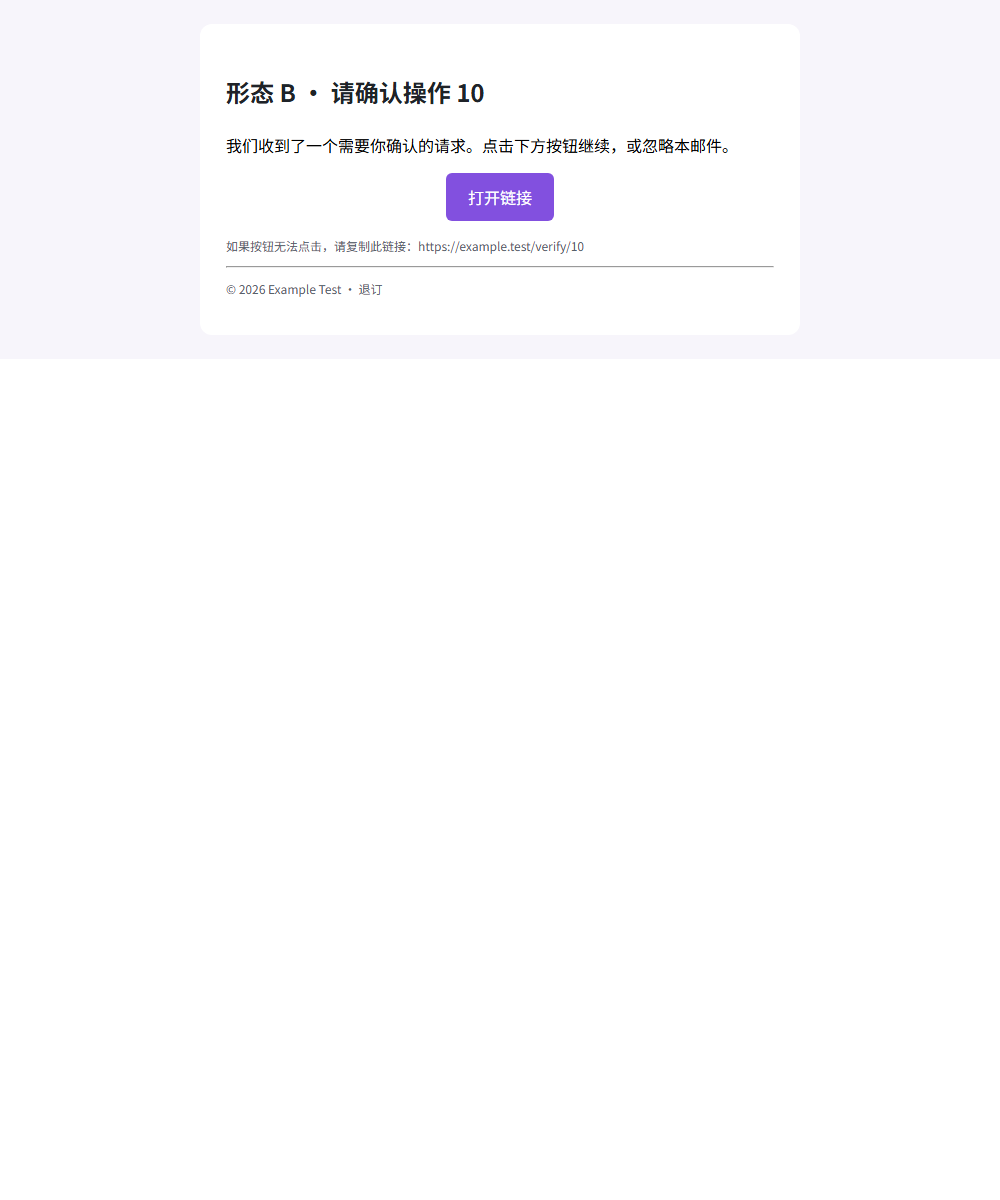 形态 B · 请确认操作 10
我们收到了一个需要你确认的请求。点击下方按钮继续，或忽略本邮件。
打开链接
如果按钮无法点击，请复制此链接：https://example.test/verify/10
© 2026 Example Test · 退订